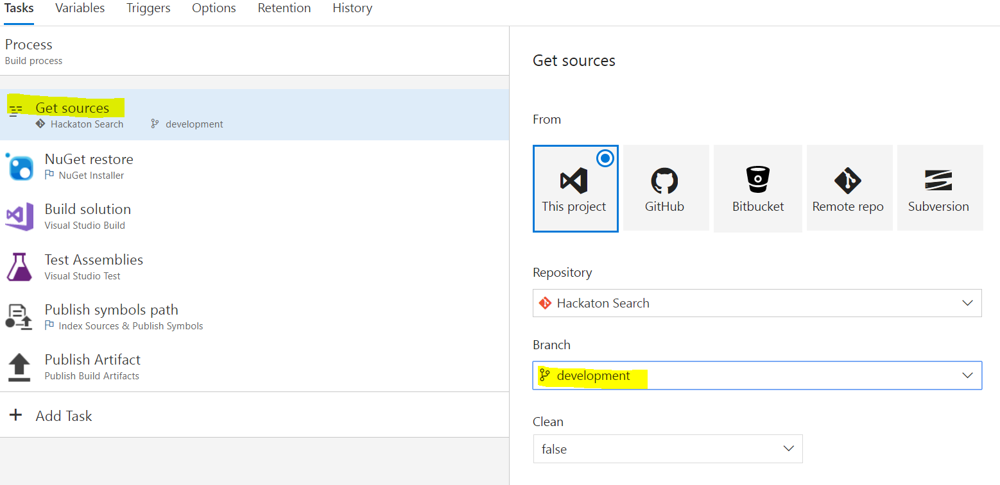 Tasks Variables Triggers Options Retention History
Process
Build process
Get sources
Hackaton Search development
NuGet restore
NuGet Installer
Build solution
Visual Studio Build
Test Assemblies
Visual Studio Test
Publish symbols path
Index Sources & Publish Symbols
Publish Artifact
Publish Build Artifacts
+ Add Task
Get sources
From
This project GitHub Bitbucket Remote repo Subversion
Repository
Hackaton Search
Branch
development
Clean
false